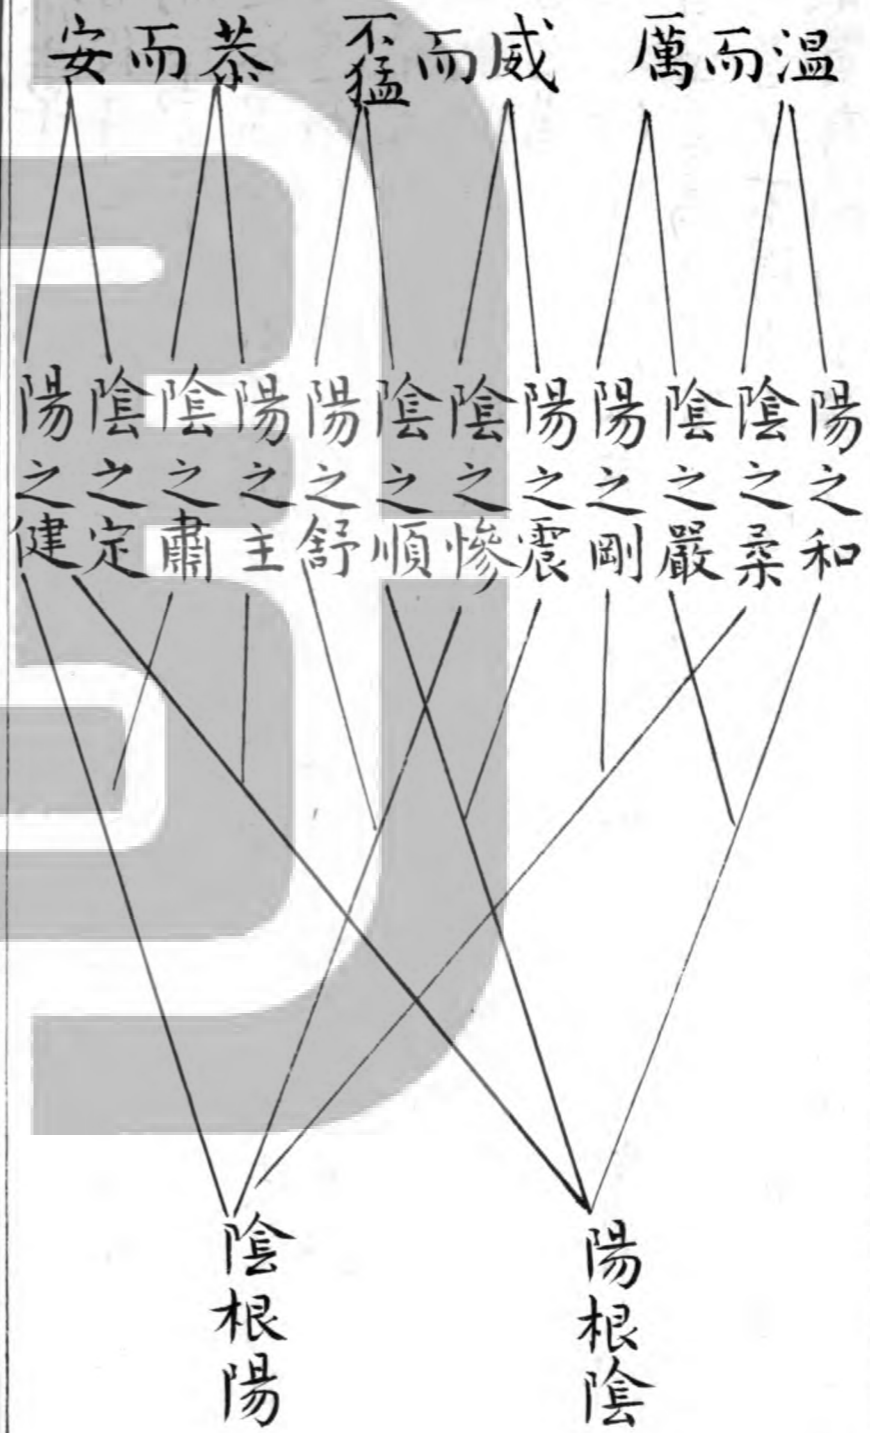 溫而厲
威而不猛
恭而安
陽之和
陰之柔
陰之嚴
陽之剛
陽之震
陰之慘
陰之順
陽之舒
陽之主
陰之肅
陰之定
陽之健
陽根陰
陰根陽